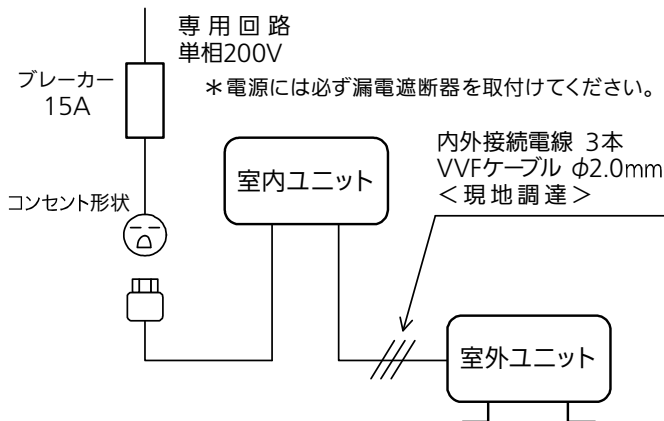 専用回路
単相200V
ブレーカー
15A
＊電源には必ず漏電遮断器を取付けてください。
内外接続電線 3本
VVFケーブル φ2.0mm
＜現地調達＞
室内ユニット
コンセント形状
室外ユニット